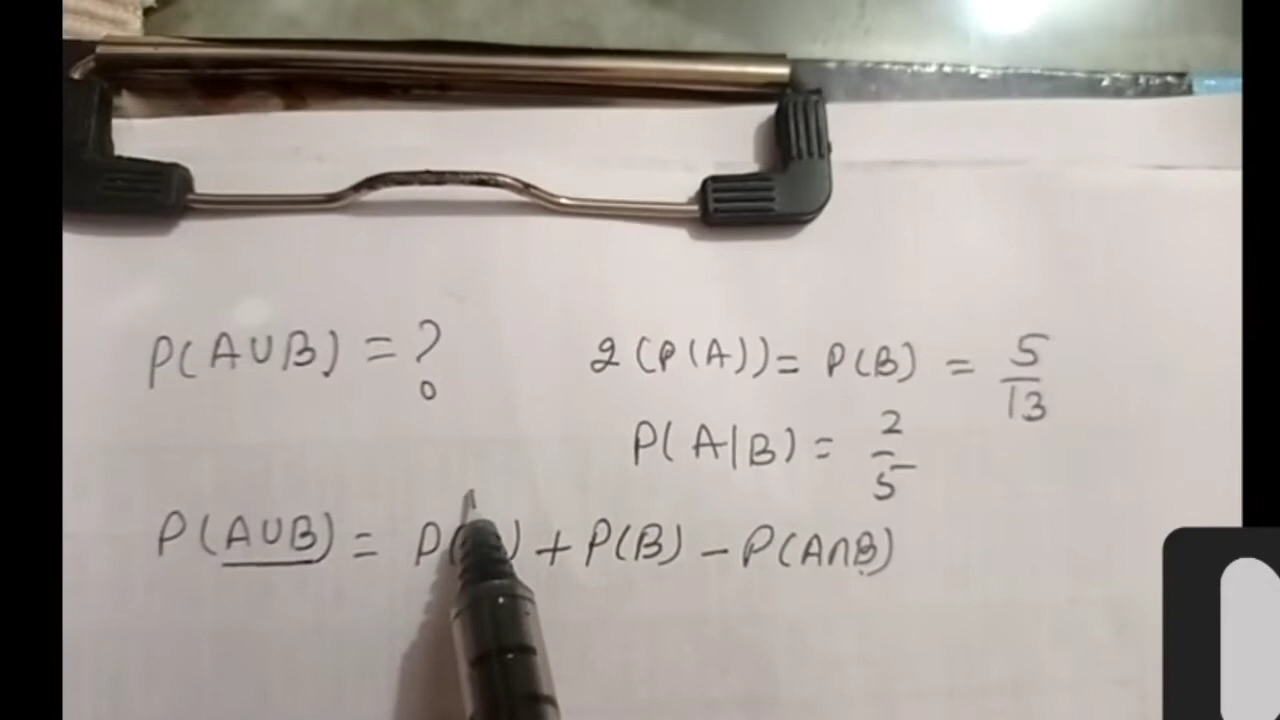 P(A∪B) = ?
2(P(A)) = P(B) = 5/13
P(A|B) = 2/5
P(A∪B) = P( ) + P(B) - P(A∩B)